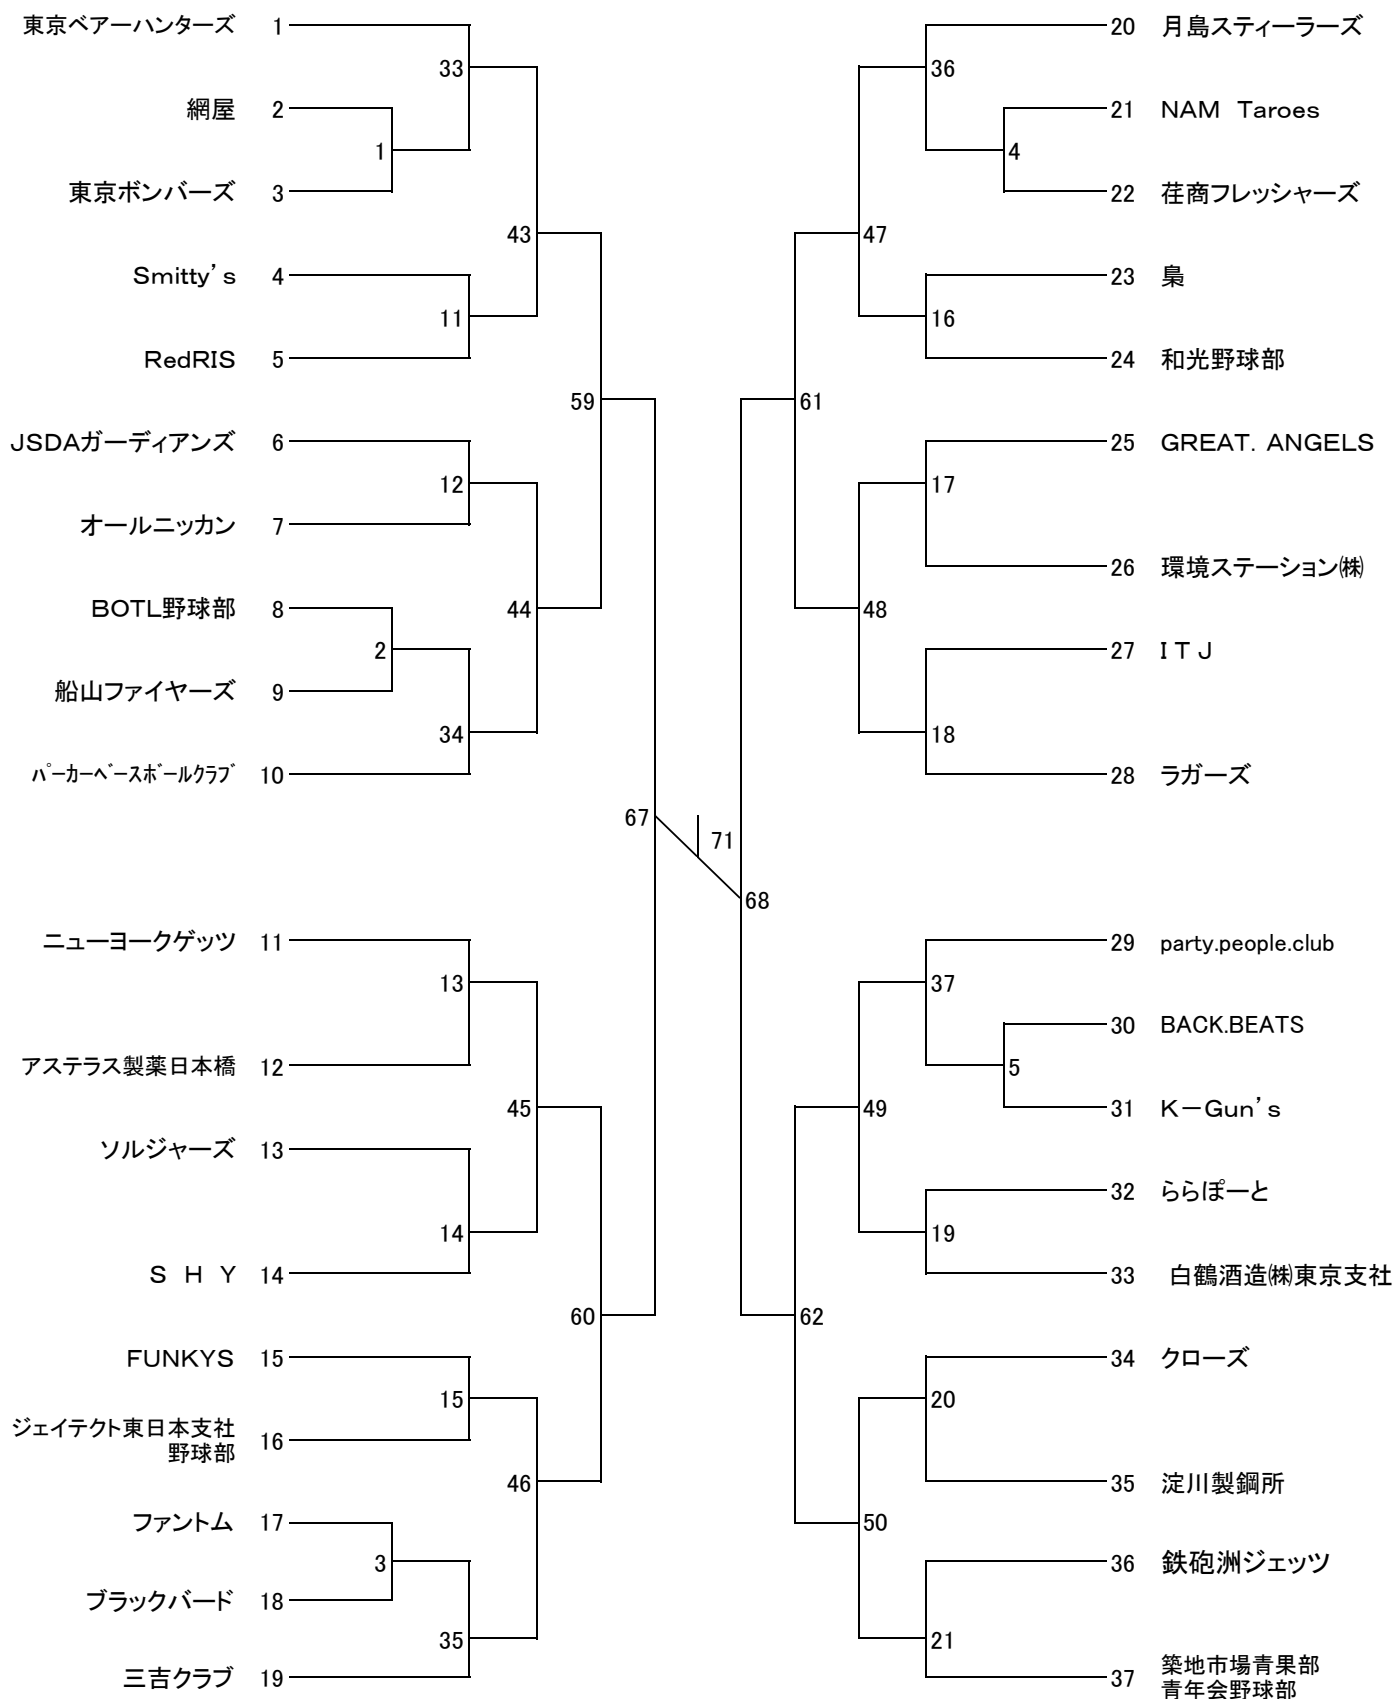 東京ベアーハンターズ 1
33
網屋 2
1
東京ボンバーズ 3
43
Smitty's 4
11
RedRIS 5
59
JSDAガーディアンズ 6
12
オールニッカン 7
BOTL野球部 8
44
2
船山ファイヤーズ 9
34
ﾊﾟｰｶｰﾍﾞｰｽﾎﾞｰﾙｸﾗﾌﾞ 10
67
71
68
ニューヨークゲッツ 11
13
アステラス製薬日本橋 12
45
ソルジャーズ 13
14
S H Y 14
60
FUNKYS 15
15
ジェイテクト東日本支社
野球部 16
46
ファントム 17
3
ブラックバード 18
35
三吉クラブ 19
20 月島スティーラーズ
36
21 NAM Taroes
4
22 荏商フレッシャーズ
47
23 梟
16
24 和光野球部
61
25 GREAT. ANGELS
17
26 環境ステーション㈱
48
27 I T J
18
28 ラガーズ
29 party.people.club
37
30 BACK.BEATS
5
31 K－Gun's
49
32 ららぽーと
19
33 白鶴酒造㈱東京支社
62
34 クローズ
20
35 淀川製鋼所
50
36 鉄砲洲ジェッツ
21
37 築地市場青果部
青年会野球部